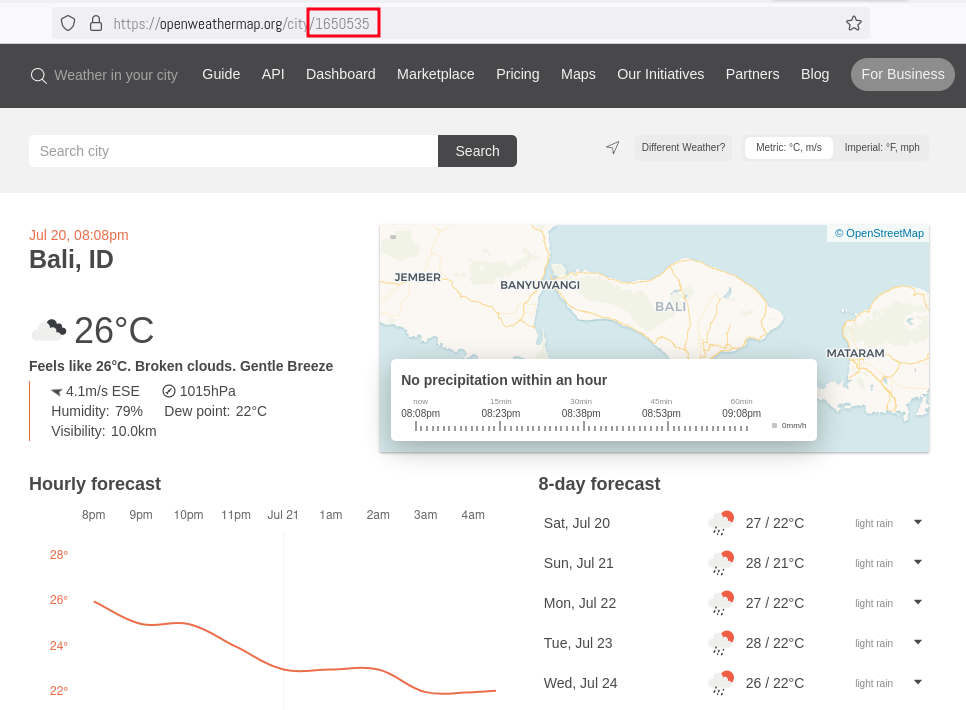 https://openweathermap.org/city/1650535
Weather in your city Guide API Dashboard Marketplace Pricing Maps Our Initiatives Partners Blog For Business
Search city Search Different Weather? Metric: °C, m/s Imperial: °F, mph
Jul 20, 08:08pm
Bali, ID
26°C
Feels like 26°C. Broken clouds. Gentle Breeze
4.1m/s ESE 1015hPa
Humidity: 79% Dew point: 22°C
Visibility: 10.0km
© OpenStreetMap
JEMBER
BANYUWANGI
BALI
MATARAM
No precipitation within an hour
now 15min 30min 45min 60min
08:08pm 08:23pm 08:38pm 08:53pm 09:08pm
0mm/h
Hourly forecast
8pm 9pm 10pm 11pm Jul 21 1am 2am 3am 4am
28°
26°
24°
22°
8-day forecast
Sat, Jul 20 27 / 22°C light rain
Sun, Jul 21 28 / 21°C light rain
Mon, Jul 22 27 / 22°C light rain
Tue, Jul 23 28 / 22°C light rain
Wed, Jul 24 26 / 22°C light rain